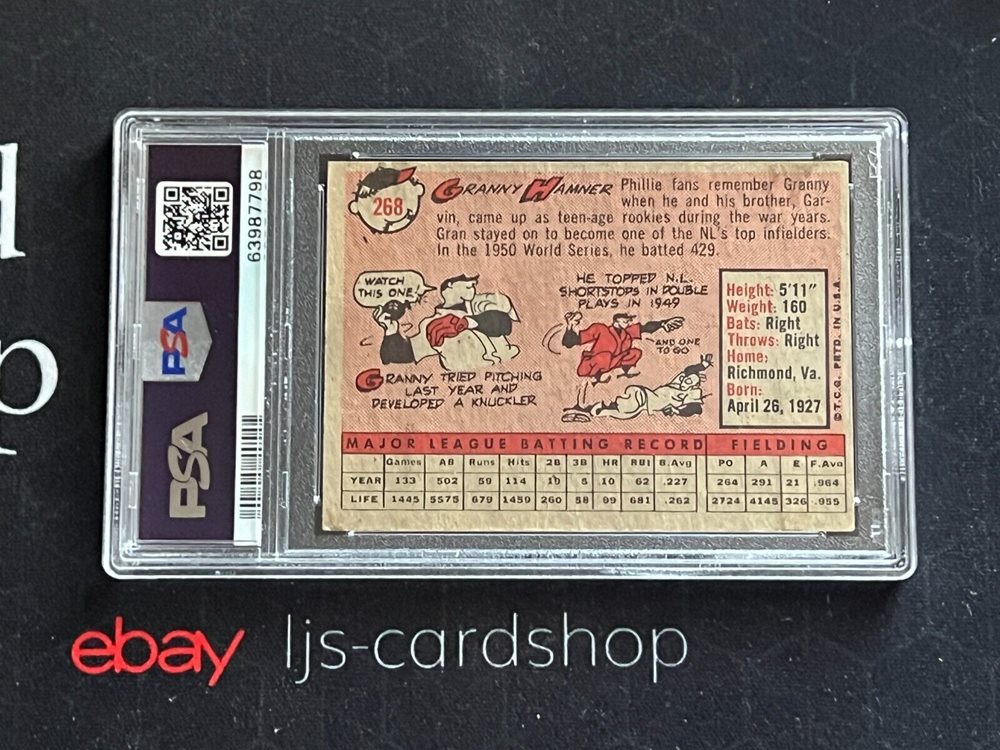 63987798
PSA
PSA
268
GRANNY HAMNER
Phillie fans remember Granny
when he and his brother, Gar-
vin, came up as teen-age rookies during the war years.
Gran stayed on to become one of the NL's top infielders.
In the 1950 World Series, he batted 429.
WATCH
THIS ONE!
GRANNY TRIED PITCHING
LAST YEAR AND
DEVELOPED A KNUCKLER
HE TOPPED N.L.
SHORTSTOPS IN DOUBLE
PLAYS IN 1949
AND ONE
TO GO
Height: 5'11"
Weight: 160
Bats: Right
Throws: Right
Home:
Richmond, Va.
Born:
April 26, 1927
©T.C.G. PRTD. IN U.S.A.
MAJOR LEAGUE BATTING RECORD FIELDING
Games AB Runs Hits 2B 3B HR RBI B.Avg PO A E F.Avg
YEAR 133 502 59 114 19 5 10 62 .227 264 291 21 .964
LIFE 1445 5575 679 1459 260 58 99 681 .262 2724 4145 326 .955
ebay ljs-cardshop